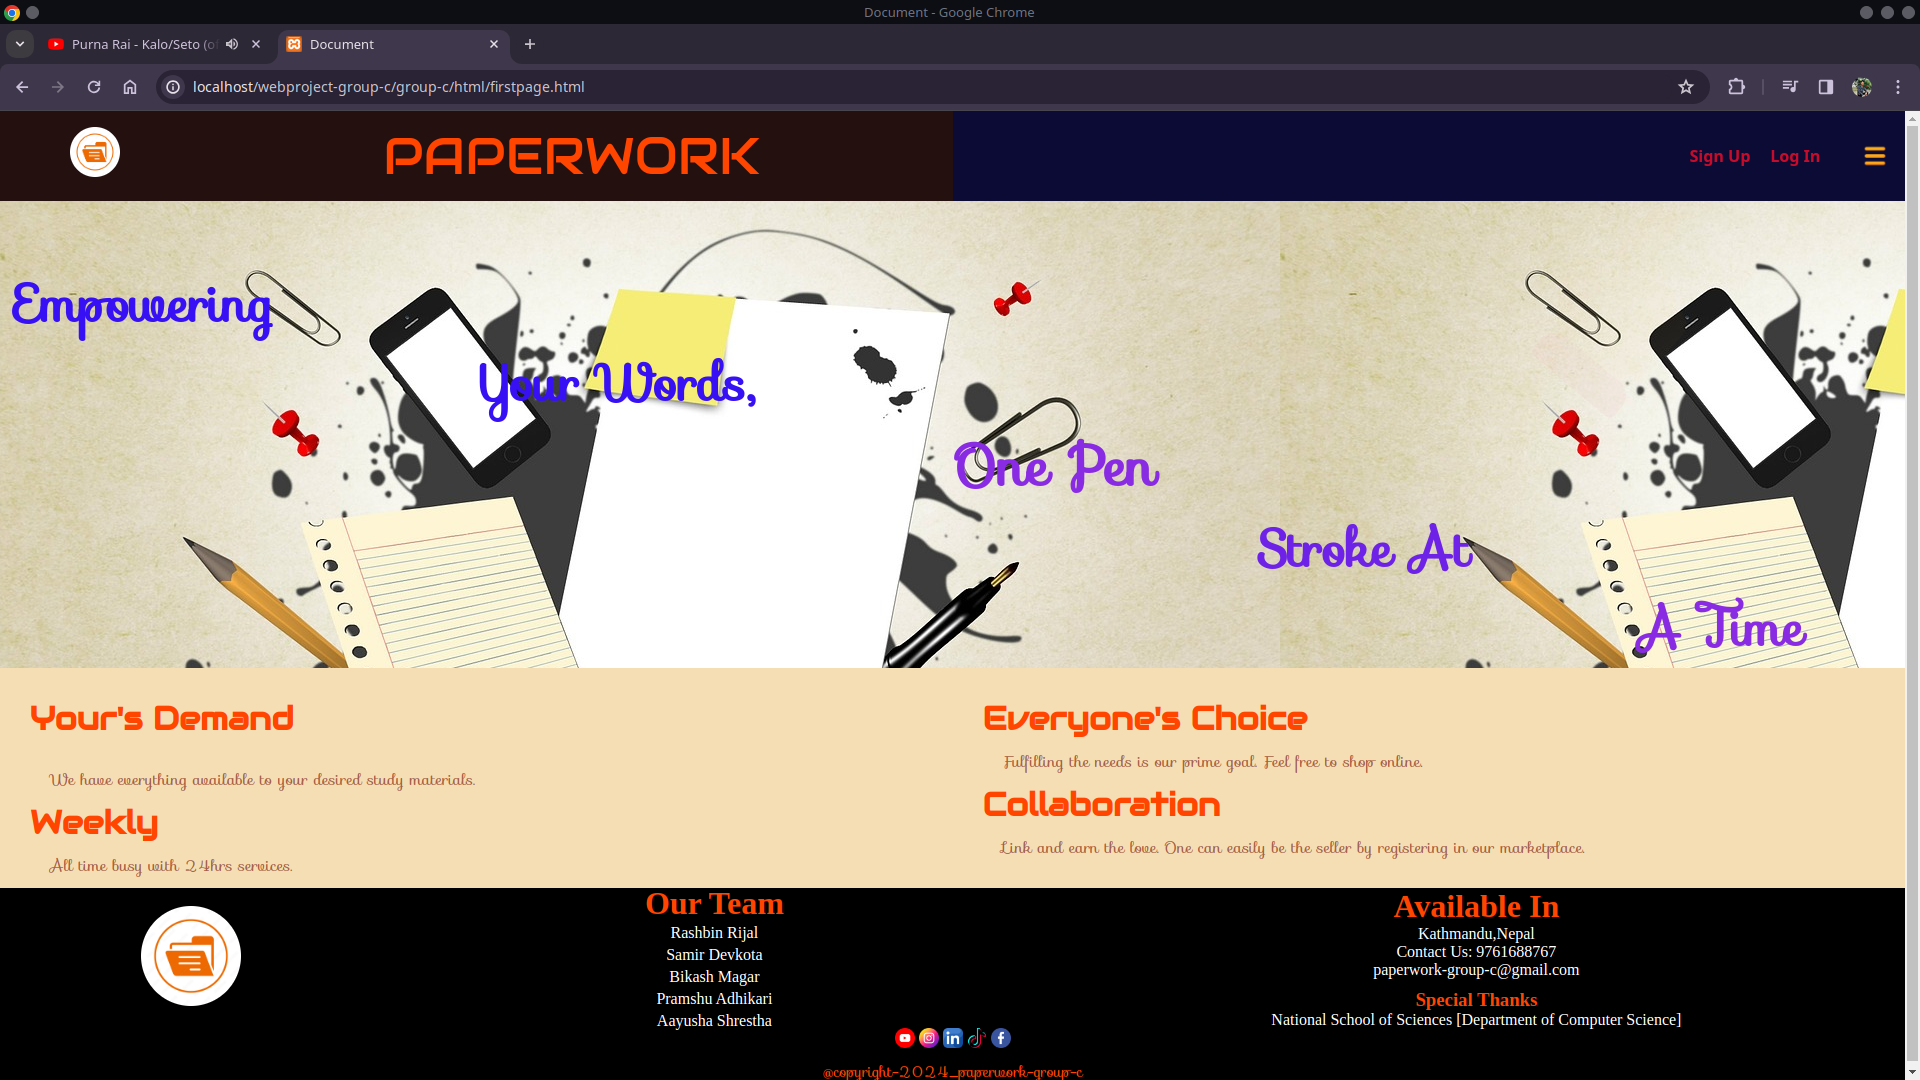 Document - Google Chrome
Purna Rai - Kalo/Seto (of
Document
localhost/webproject-group-c/group-c/html/firstpage.html
PAPERWORK
Sign Up Log In
Empowering
Your Words,
One Pen
Stroke At
A Time
Your's Demand
We have everything available to your desired study materials.
Weekly
All time busy with 24hrs services.
Everyone's Choice
Fulfilling the needs is our prime goal. Feel free to shop online.
Collaboration
Link and earn the love. One can easily be the seller by registering in our marketplace.
Our Team
Rashbin Rijal
Samir Devkota
Bikash Magar
Pramshu Adhikari
Aayusha Shrestha
Available In
Kathmandu,Nepal
Contact Us: 9761688767
paperwork-group-c@gmail.com
Special Thanks
National School of Sciences [Department of Computer Science]
@copyright-2024_paperwork-group-c